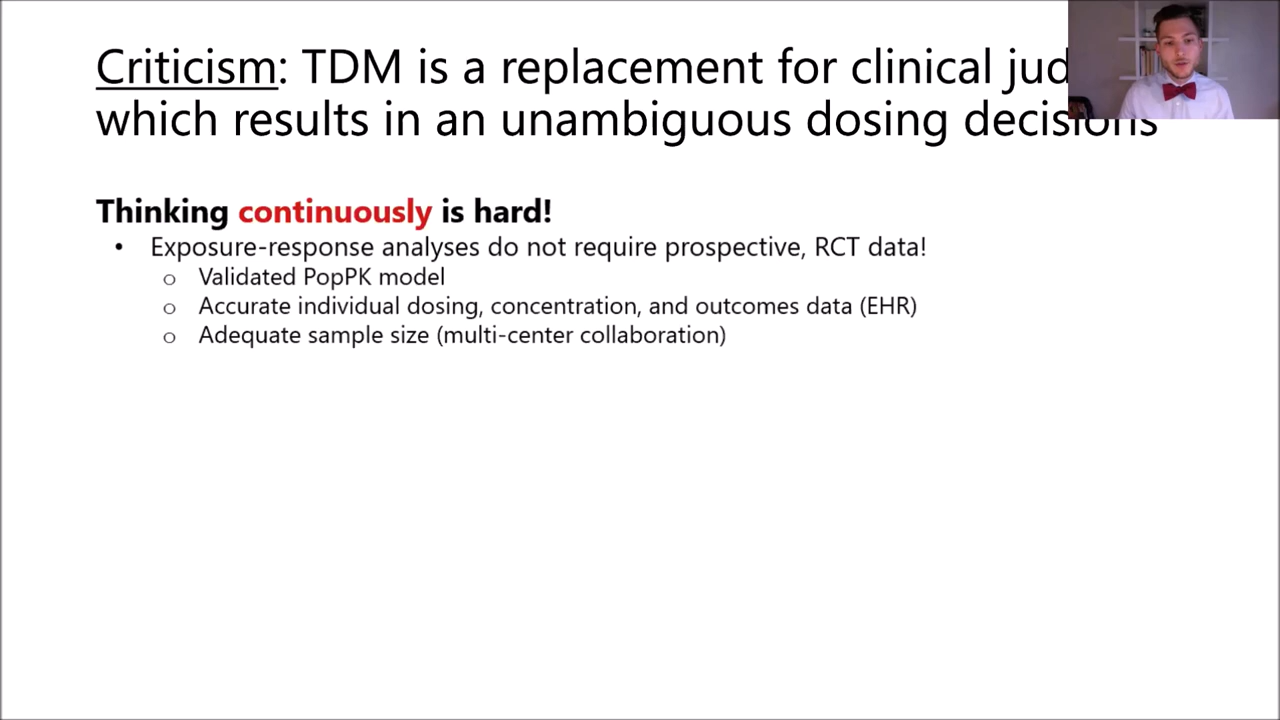 Criticism: TDM is a replacement for clinical
which results in an unambiguous dosing decisions
Thinking continuously is hard!
• Exposure-response analyses do not require prospective, RCT data!
o Validated PopPK model
o Accurate individual dosing, concentration, and outcomes data (EHR)
o Adequate sample size (multi-center collaboration)